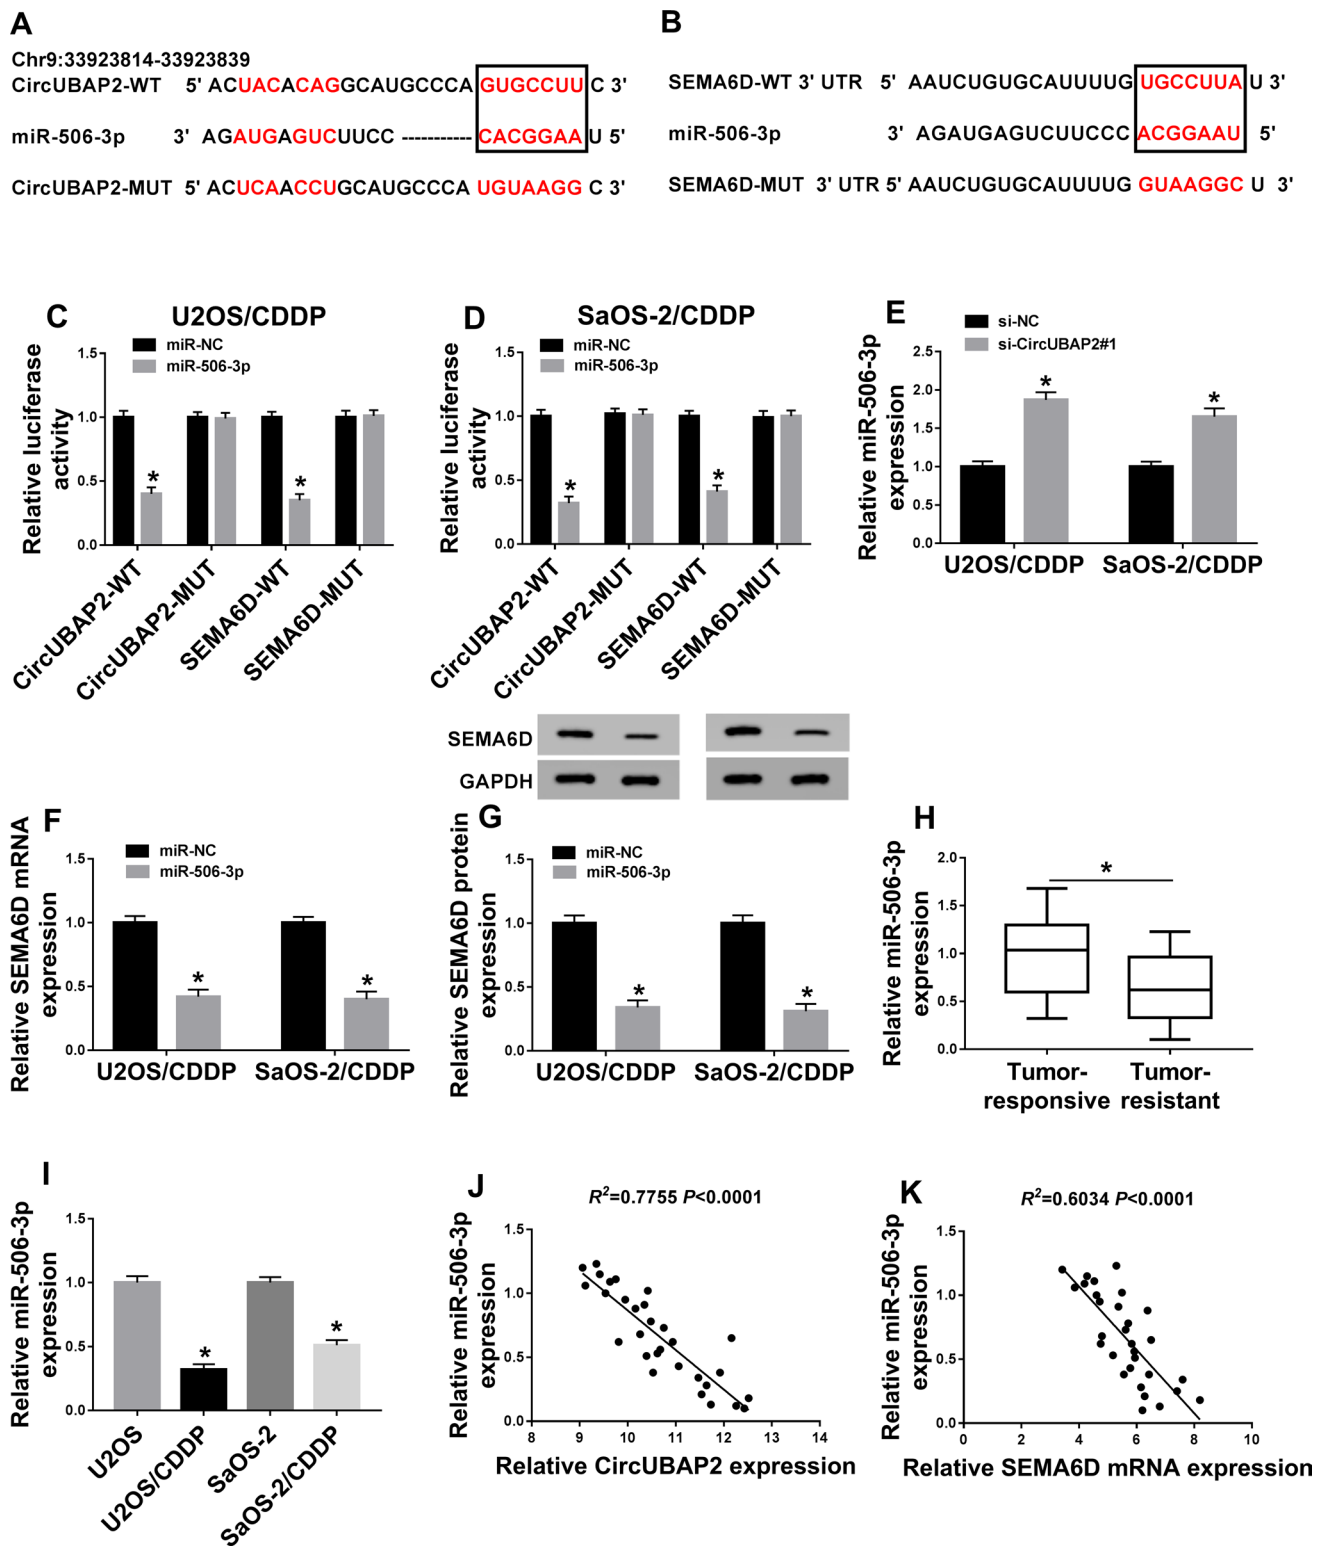 A
Chr9:33923814-33923839
CircUBAP2-WT 5' ACUACACAGGCAUGCCCA GUGCCUU C 3'
miR-506-3p 3' AGAUGAGUCUUCC ----------- CACGGAA U 5'
CircUBAP2-MUT 5' ACUCAACCUGCAUGCCCA UGUAAGG C 3'
B
SEMA6D-WT 3' UTR 5' AAUCUGUGCAUUUUG UGCCUUA U 3'
miR-506-3p 3' AGAUGAGUCUUCCC ACGGAAU 5'
SEMA6D-MUT 3' UTR 5' AAUCUGUGCAUUUUG GUAAGGC U 3'
C
U2OS/CDDP
miR-NC
miR-506-3p
Relative luciferase
activity
1.5
1.0
0.5
0.0
*
*
CircUBAP2-WT
CircUBAP2-MUT
SEMA6D-WT
SEMA6D-MUT
D
SaOS-2/CDDP
miR-NC
miR-506-3p
Relative luciferase
activity
1.5
1.0
0.5
0.0
*
*
CircUBAP2-WT
CircUBAP2-MUT
SEMA6D-WT
SEMA6D-MUT
E
si-NC
si-CircUBAP2#1
Relative miR-506-3p
expression
2.5
2.0
1.5
1.0
0.5
0.0
*
*
U2OS/CDDP
SaOS-2/CDDP
F
miR-NC
miR-506-3p
Relative SEMA6D mRNA
expression
1.5
1.0
0.5
0.0
*
*
U2OS/CDDP
SaOS-2/CDDP
SEMA6D
GAPDH
G
miR-NC
miR-506-3p
Relative SEMA6D protein
expression
1.5
1.0
0.5
0.0
*
*
U2OS/CDDP
SaOS-2/CDDP
H
Relative miR-506-3p
expression
2.0
1.5
1.0
0.5
0.0
*
Tumor-
responsive
Tumor-
resistant
I
Relative miR-506-3p
expression
1.5
1.0
0.5
0.0
*
*
U2OS
U2OS/CDDP
SaOS-2
SaOS-2/CDDP
J
R²=0.7755 P<0.0001
Relative miR-506-3p
expression
1.5
1.0
0.5
0.0
8 9 10 11 12 13 14
Relative CircUBAP2 expression
K
R²=0.6034 P<0.0001
Relative miR-506-3p
expression
1.5
1.0
0.5
0.0
0 2 4 6 8 10
Relative SEMA6D mRNA expression